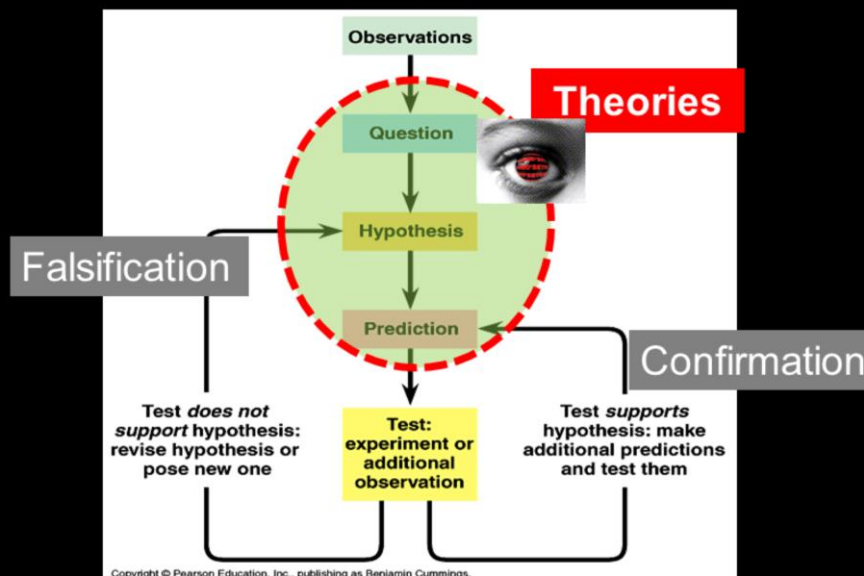 Observations
Theories
Question
Hypothesis
Falsification
Prediction
Confirmation
Test does not
support hypothesis:
revise hypothesis or
pose new one
Test:
experiment or
additional
observation
Test supports
hypothesis: make
additional predictions
and test them
Copyright © Pearson Education, Inc., publishing as Benjamin Cummings.